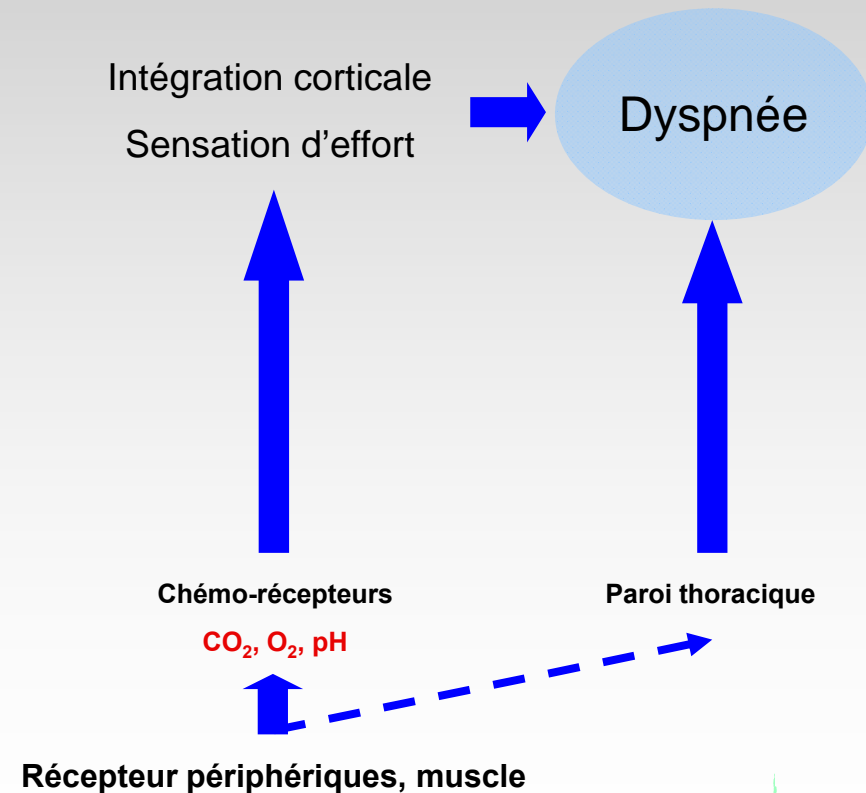 Intégration corticale
Sensation d'effort
Dyspnée
Chémo-récepteurs
CO₂, O₂, pH
Paroi thoracique
Récepteur périphériques, muscle